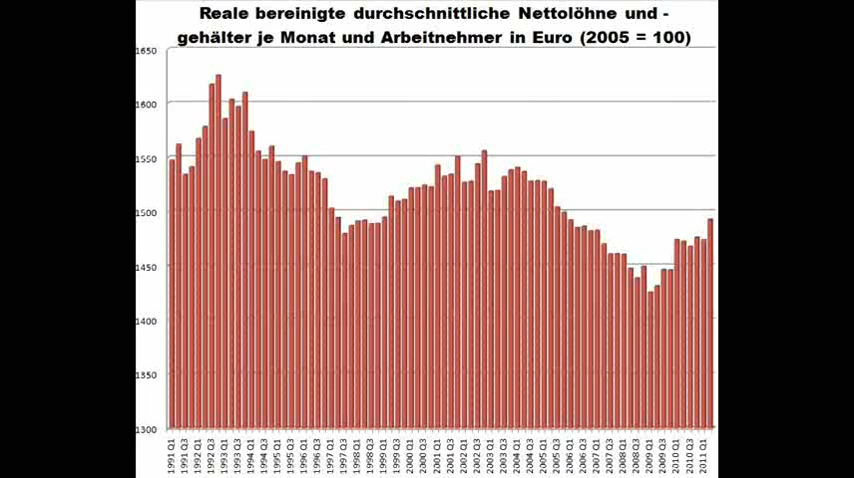 Reale bereinigte durchschnittliche Nettolöhne und -
gehälter je Monat und Arbeitnehmer in Euro (2005 = 100)
1650
1600
1550
1500
1450
1400
1350
1300
1991 Q1
1991 Q3
1992 Q1
1992 Q3
1993 Q1
1993 Q3
1994 Q1
1994 Q3
1995 Q1
1995 Q3
1996 Q1
1996 Q3
1997 Q1
1997 Q3
1998 Q1
1998 Q3
1999 Q1
1999 Q3
2000 Q1
2000 Q3
2001 Q1
2001 Q3
2002 Q1
2002 Q3
2003 Q1
2003 Q3
2004 Q1
2004 Q3
2005 Q1
2005 Q3
2006 Q1
2006 Q3
2007 Q1
2007 Q3
2008 Q1
2008 Q3
2009 Q1
2009 Q3
2010 Q1
2010 Q3
2011 Q1